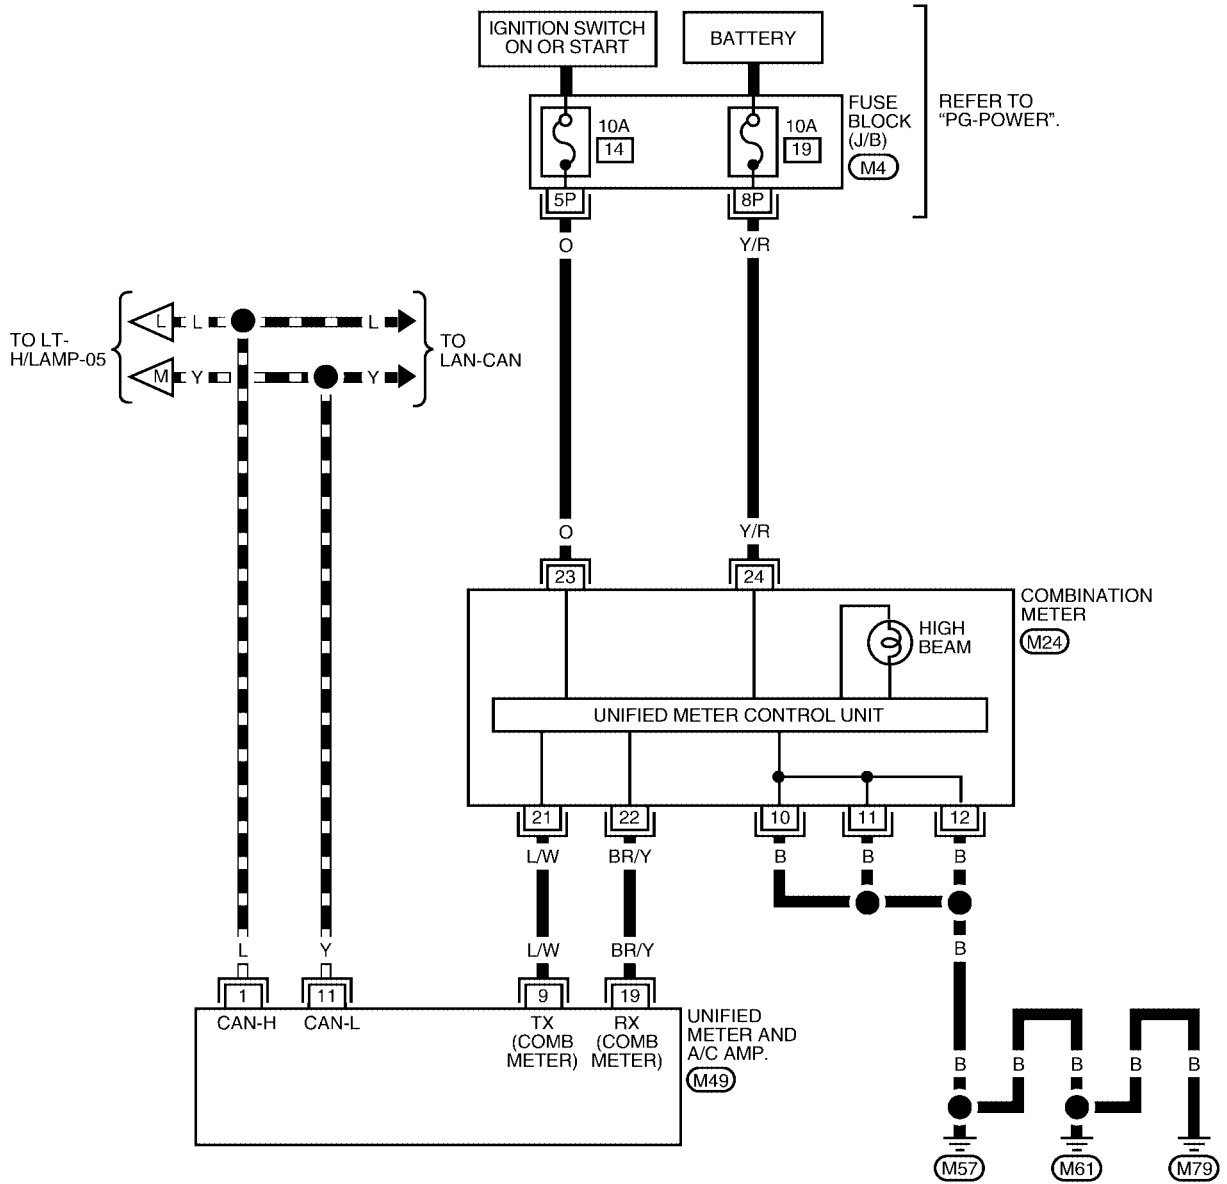 IGNITION SWITCH
ON OR START
BATTERY
FUSE
BLOCK
(J/B)
M4
REFER TO
"PG-POWER".
10A
14
10A
19
5P
8P
O
Y/R
TO LT-
H/LAMP-05
L
L
L
M
Y
Y
TO
LAN-CAN
O
Y/R
23
24
COMBINATION
METER
M24
HIGH
BEAM
UNIFIED METER CONTROL UNIT
21
22
10
11
12
L/W
BR/Y
B
B
B
L
Y
L/W
BR/Y
B
1
11
9
19
CAN-H
CAN-L
TX
(COMB
METER)
RX
(COMB
METER)
UNIFIED
METER AND
A/C AMP.
M49
B
B
B
B
B
M57
M61
M79